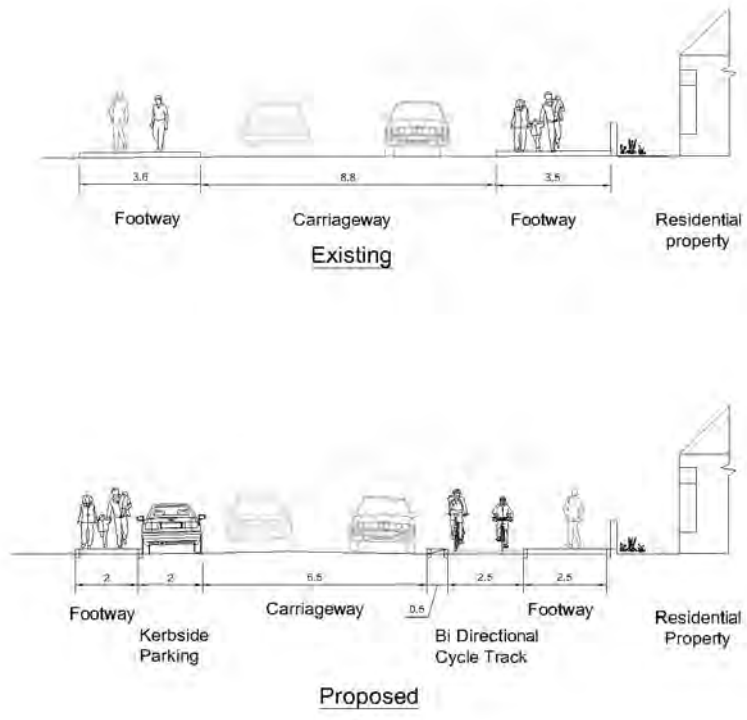 3.6 8.8 3.5
Footway Carriageway Footway Residential
property
Existing
2 2 6.5 0.5 2.5 2.5
Footway Carriageway Footway Residential
Property
Kerbside
Parking
Bi Directional
Cycle Track
Proposed